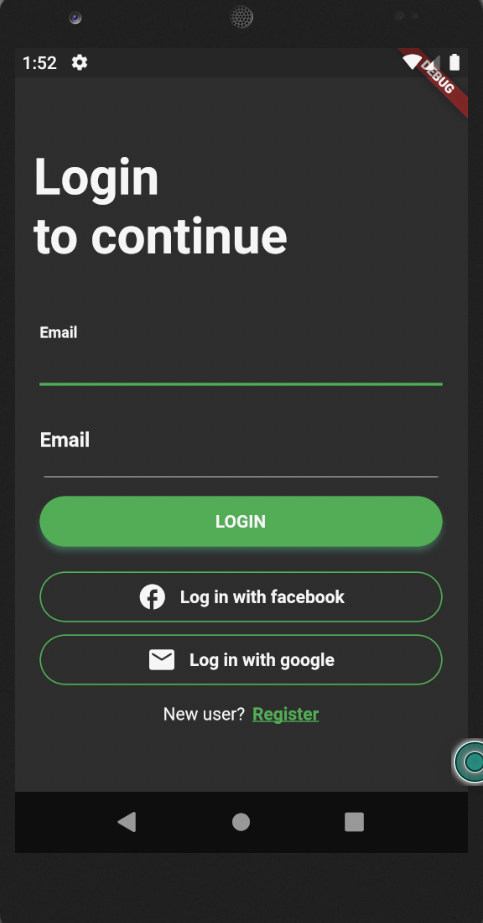 1:52
DEBUG
Login
to continue
Email
Email
LOGIN
Log in with facebook
Log in with google
New user? Register